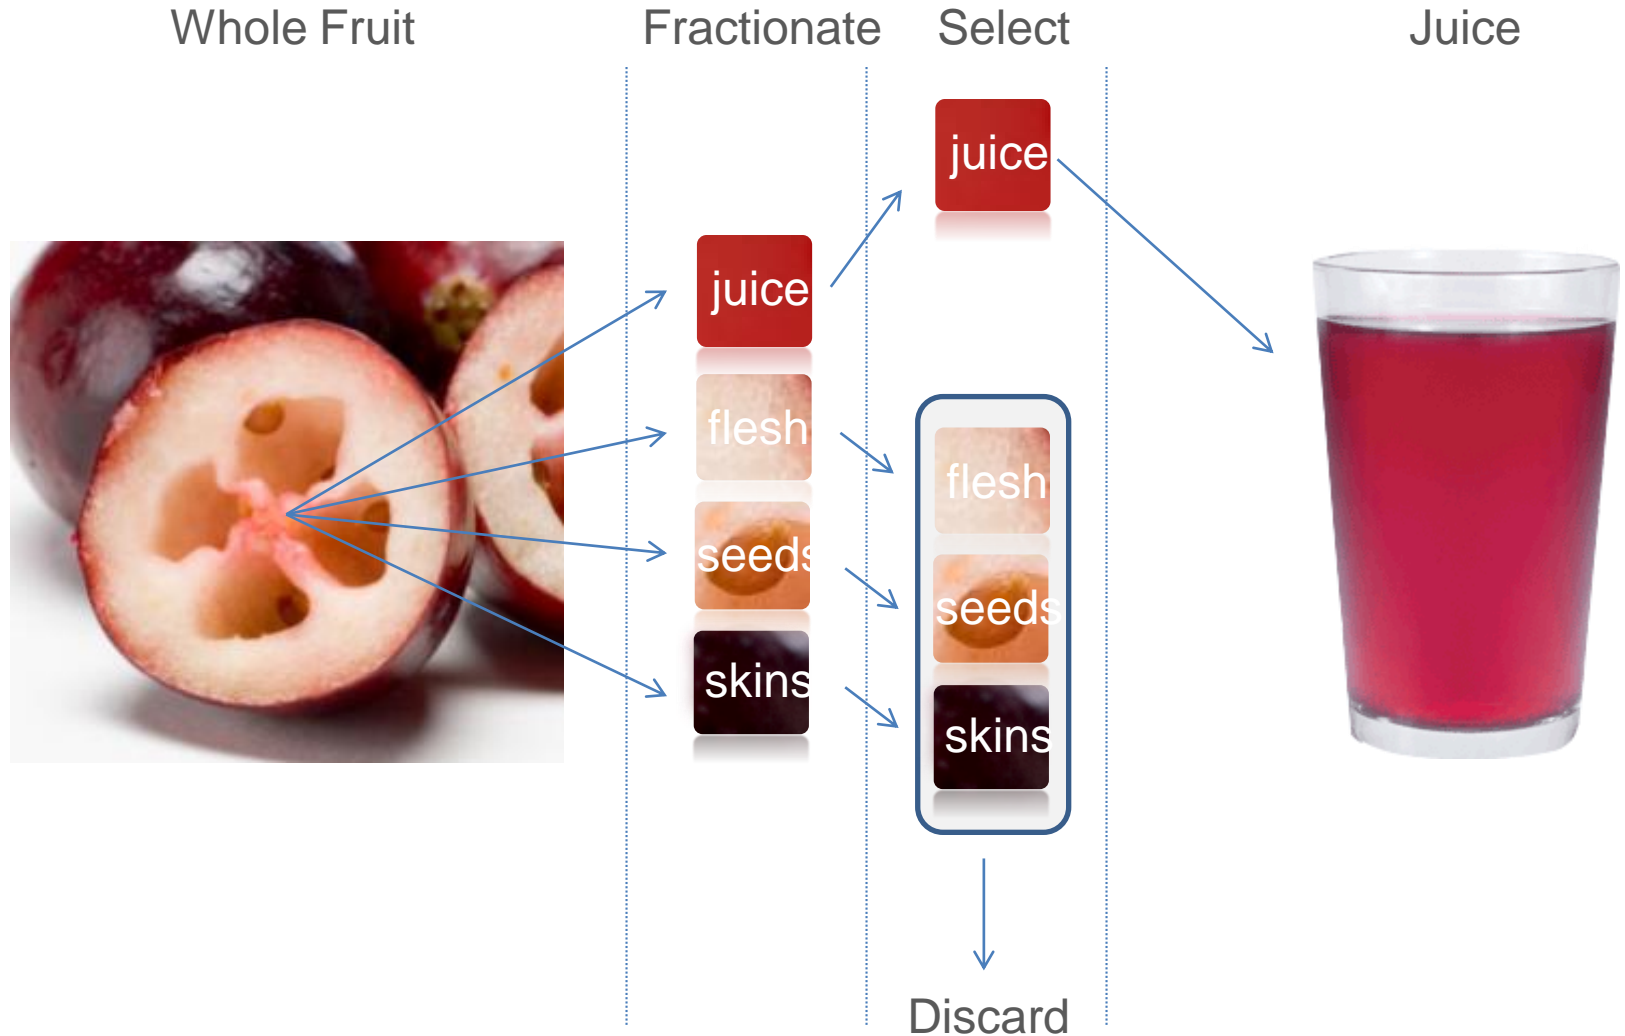 Whole Fruit
Fractionate
Select
Juice
juice
flesh
seeds
skins
juice
flesh
seeds
skins
Discard